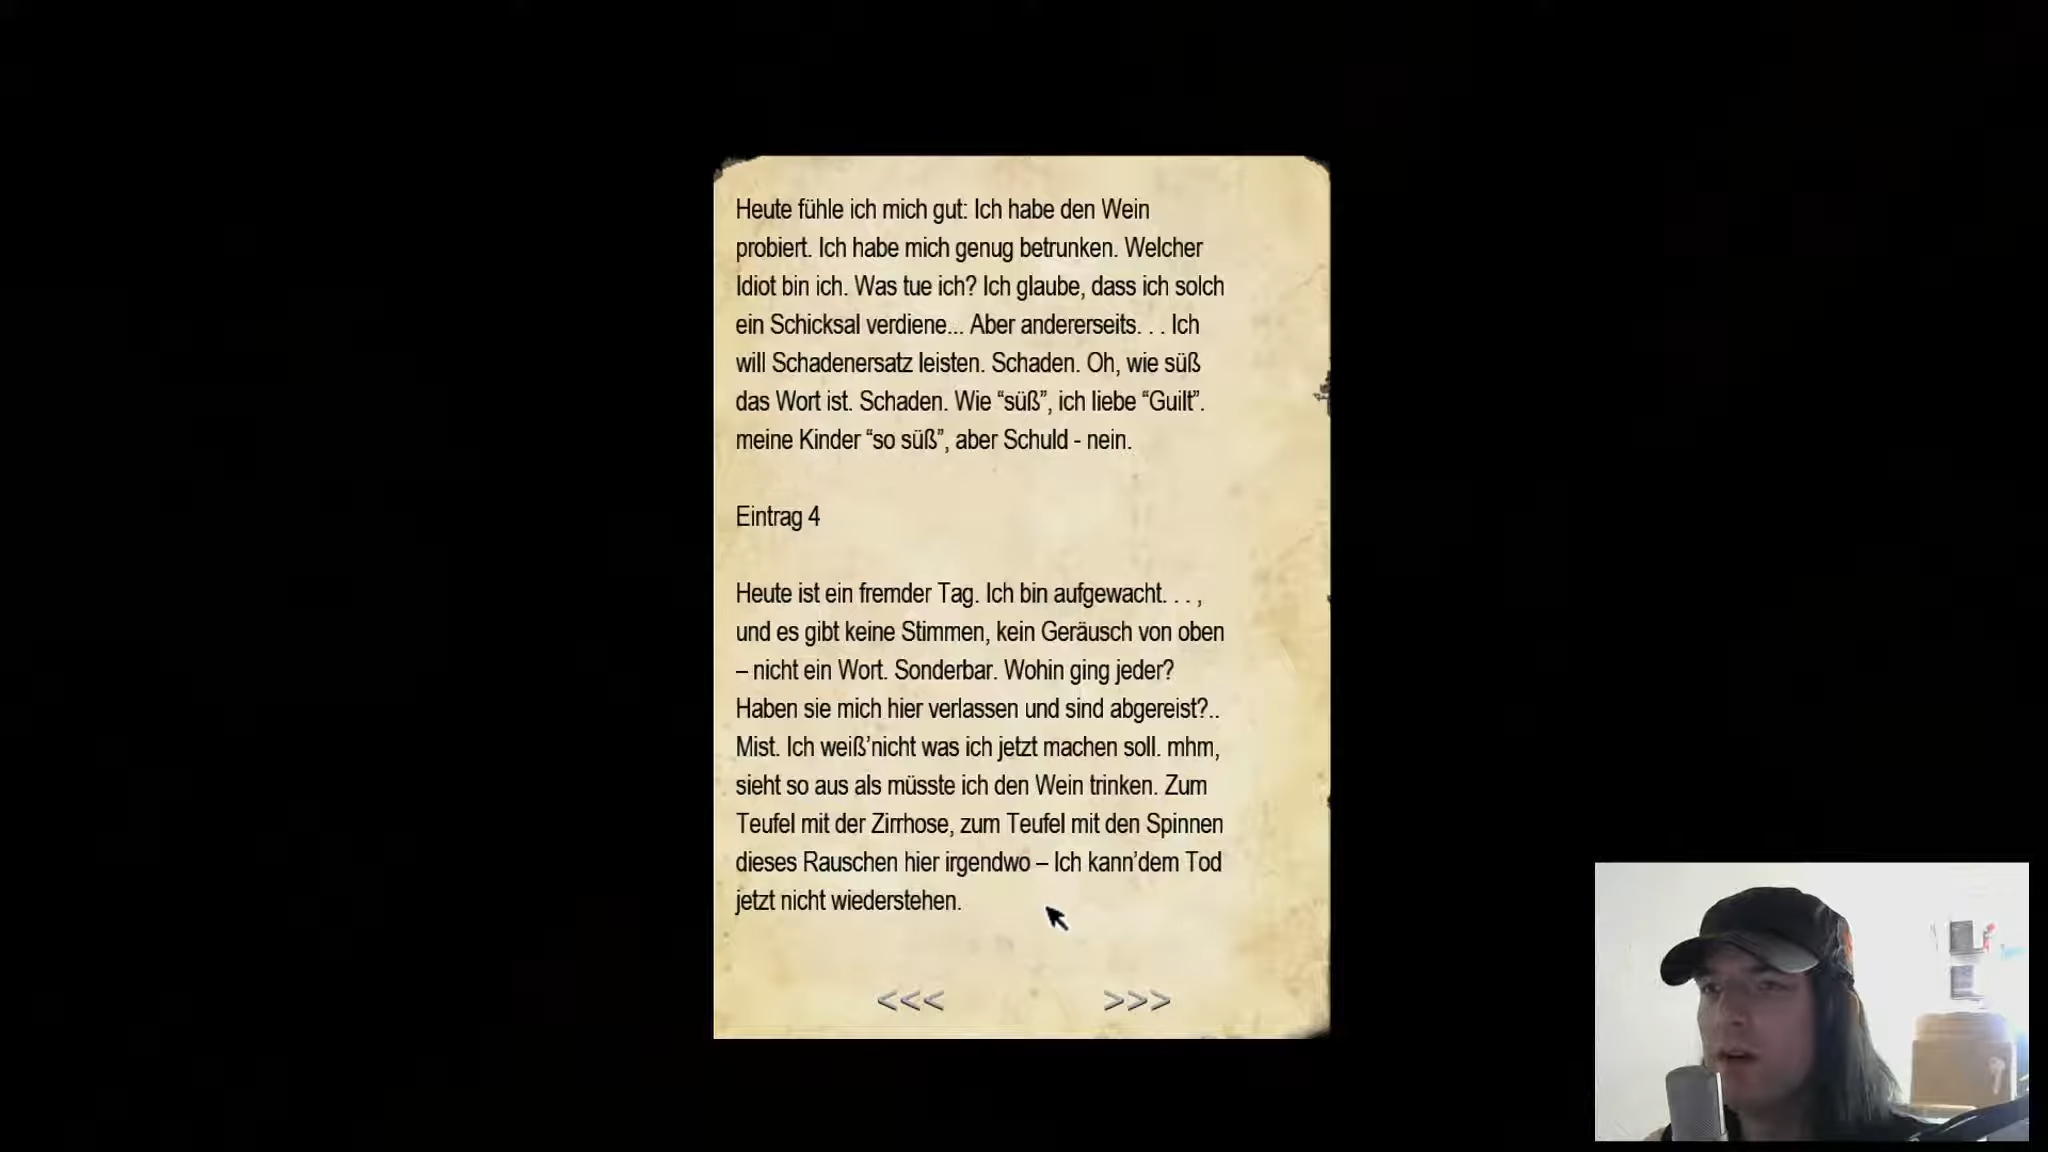 Heute fühle ich mich gut: Ich habe den Wein
probiert. Ich habe mich genug betrunken. Welcher
Idiot bin ich. Was tue ich? Ich glaube, dass ich solch
ein Schicksal verdiene... Aber andererseits. . . Ich
will Schadenersatz leisten. Schaden. Oh, wie süß
das Wort ist. Schaden. Wie “süß”, ich liebe “Guilt”.
meine Kinder “so süß”, aber Schuld - nein.
Eintrag 4
Heute ist ein fremder Tag. Ich bin aufgewacht. . . ,
und es gibt keine Stimmen, kein Geräusch von oben
– nicht ein Wort. Sonderbar. Wohin ging jeder?
Haben sie mich hier verlassen und sind abgereist?..
Mist. Ich weiß’nicht was ich jetzt machen soll. mhm,
sieht so aus als müsste ich den Wein trinken. Zum
Teufel mit der Zirrhose, zum Teufel mit den Spinnen
dieses Rauschen hier irgendwo – Ich kann’dem Tod
jetzt nicht wiederstehen.
<<< >>>